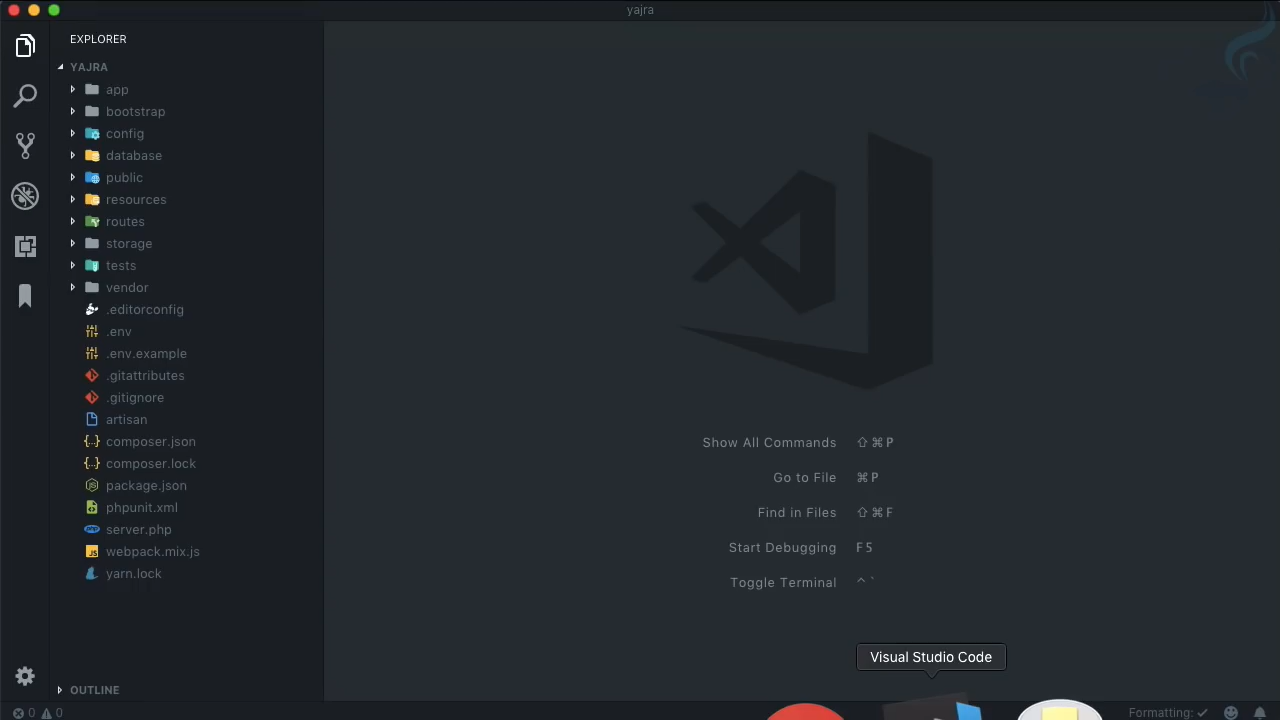 yajra
EXPLORER
YAJRA
app
bootstrap
config
database
public
resources
routes
storage
tests
vendor
.editorconfig
.env
.env.example
.gitattributes
.gitignore
artisan
composer.json
composer.lock
package.json
phpunit.xml
server.php
webpack.mix.js
yarn.lock
OUTLINE
Show All Commands ⇧⌘P
Go to File ⌘P
Find in Files ⇧⌘F
Start Debugging F5
Toggle Terminal ⌃`
Visual Studio Code
0 0
Formatting: ✓